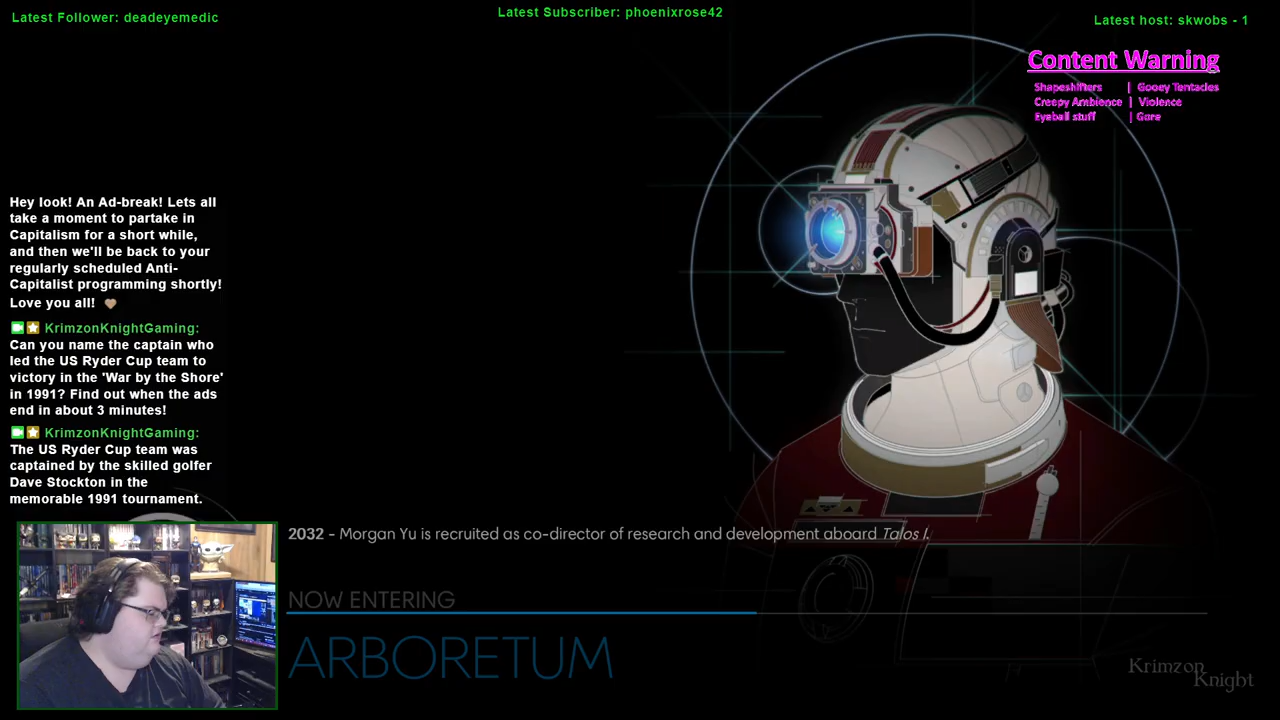 Latest Follower: deadeyemedic
Latest Subscriber: phoenixrose42
Latest host: skwobs - 1
Content Warning
Shapeshifters | Gooey Tentacles
Creepy Ambience | Violence
Eyeball stuff | Gore
Hey look! An Ad-break! Lets all
take a moment to partake in
Capitalism for a short while,
and then we'll be back to your
regularly scheduled Anti-
Capitalist programming shortly!
Love you all!
KrimzonKnightGaming:
Can you name the captain who
led the US Ryder Cup team to
victory in the 'War by the Shore'
in 1991? Find out when the ads
end in about 3 minutes!
KrimzonKnightGaming:
The US Ryder Cup team was
captained by the skilled golfer
Dave Stockton in the
memorable 1991 tournament.
2032 - Morgan Yu is recruited as co-director of research and development aboard Talos I.
NOW ENTERING
ARBORETUM
Krimzon
Knight